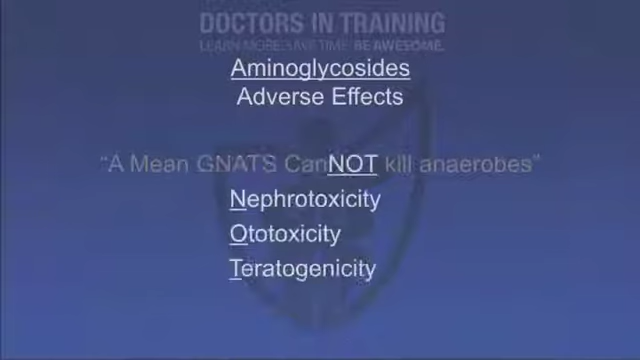 DOCTORS IN TRAINING
LEARN MORE. SAVE TIME. BE AWESOME.
Aminoglycosides
Adverse Effects
“A Mean GNATS CanNOT kill anaerobes”
Nephrotoxicity
Ototoxicity
Teratogenicity